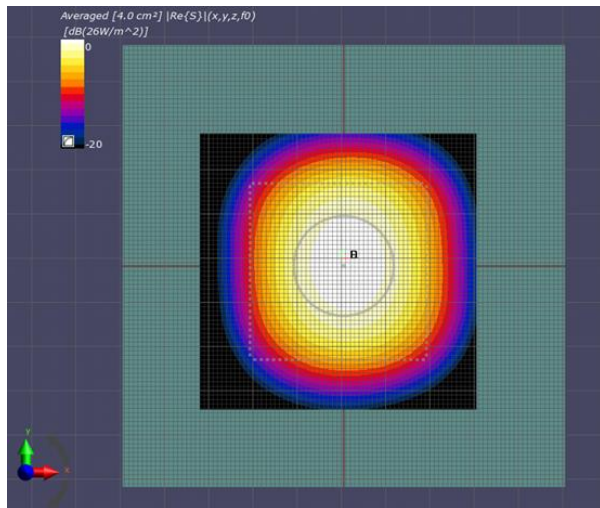 Averaged [4.0 cm²] |Re{S}|(x,y,z,f0)
[dB(26W/m^2)]
0
-20
Y
X